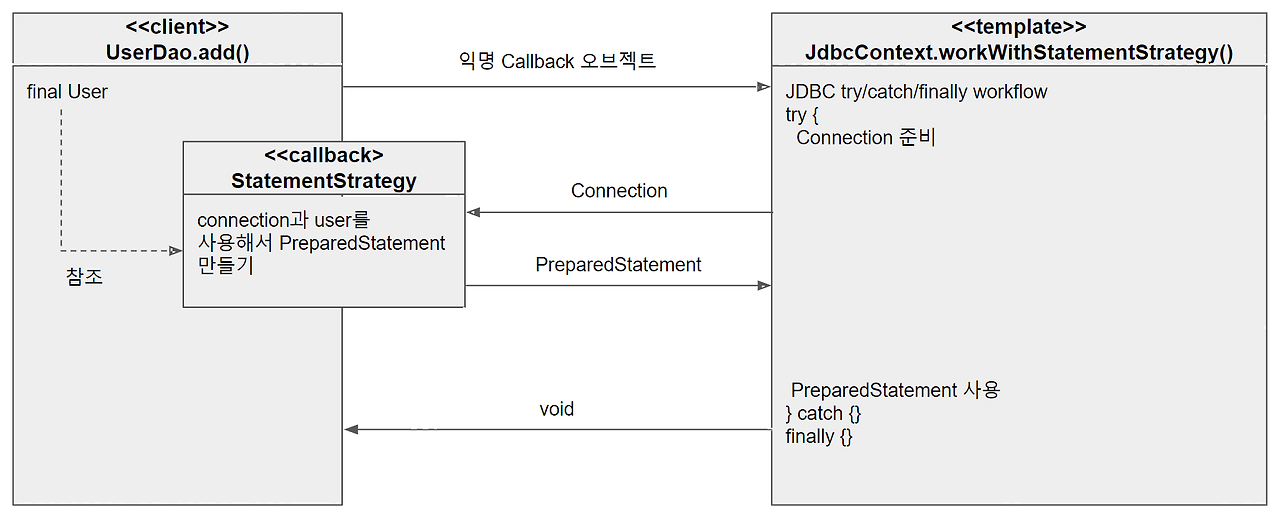 <<client>>
UserDao.add()
final User
참조
<<callback>
StatementStrategy
connection과 user를
사용해서 PreparedStatement
만들기
익명 Callback 오브젝트
Connection
PreparedStatement
void
<<template>>
JdbcContext.workWithStatementStrategy()
JDBC try/catch/finally workflow
try {
Connection 준비
PreparedStatement 사용
} catch {}
finally {}